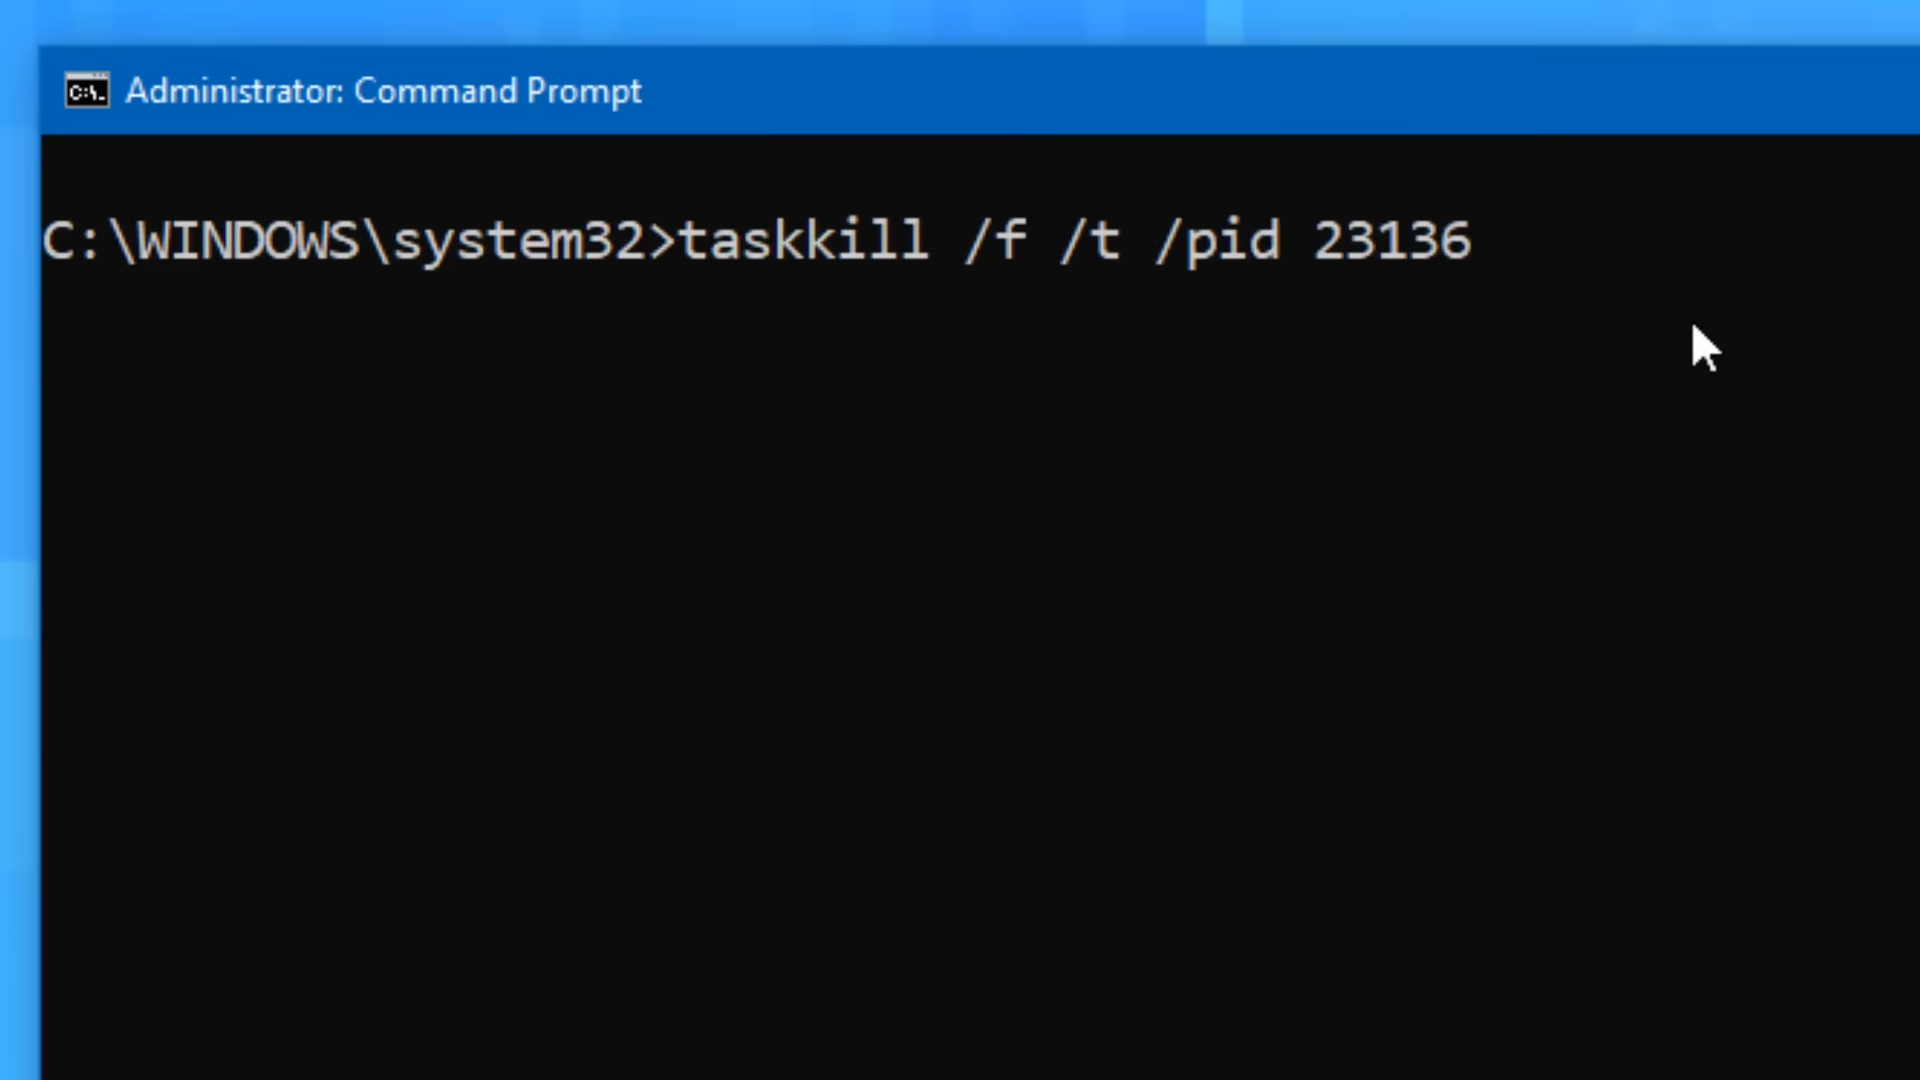 C:\.
Administrator: Command Prompt
C:\WINDOWS\system32>taskkill /f /t /pid 23136